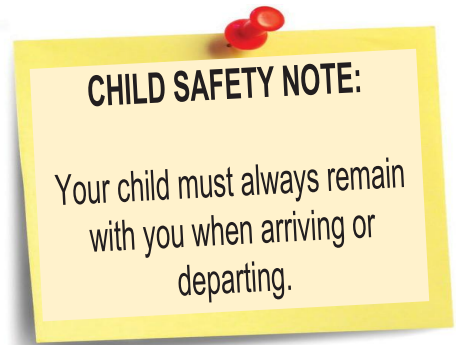 CHILD SAFETY NOTE:
Your child must always remain
with you when arriving or
departing.